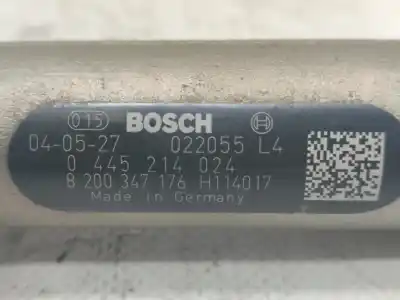 015 BOSCH
04-05-27 022055 L4
0 445 214 024
8 200 347 176 H114017
Made in Germany